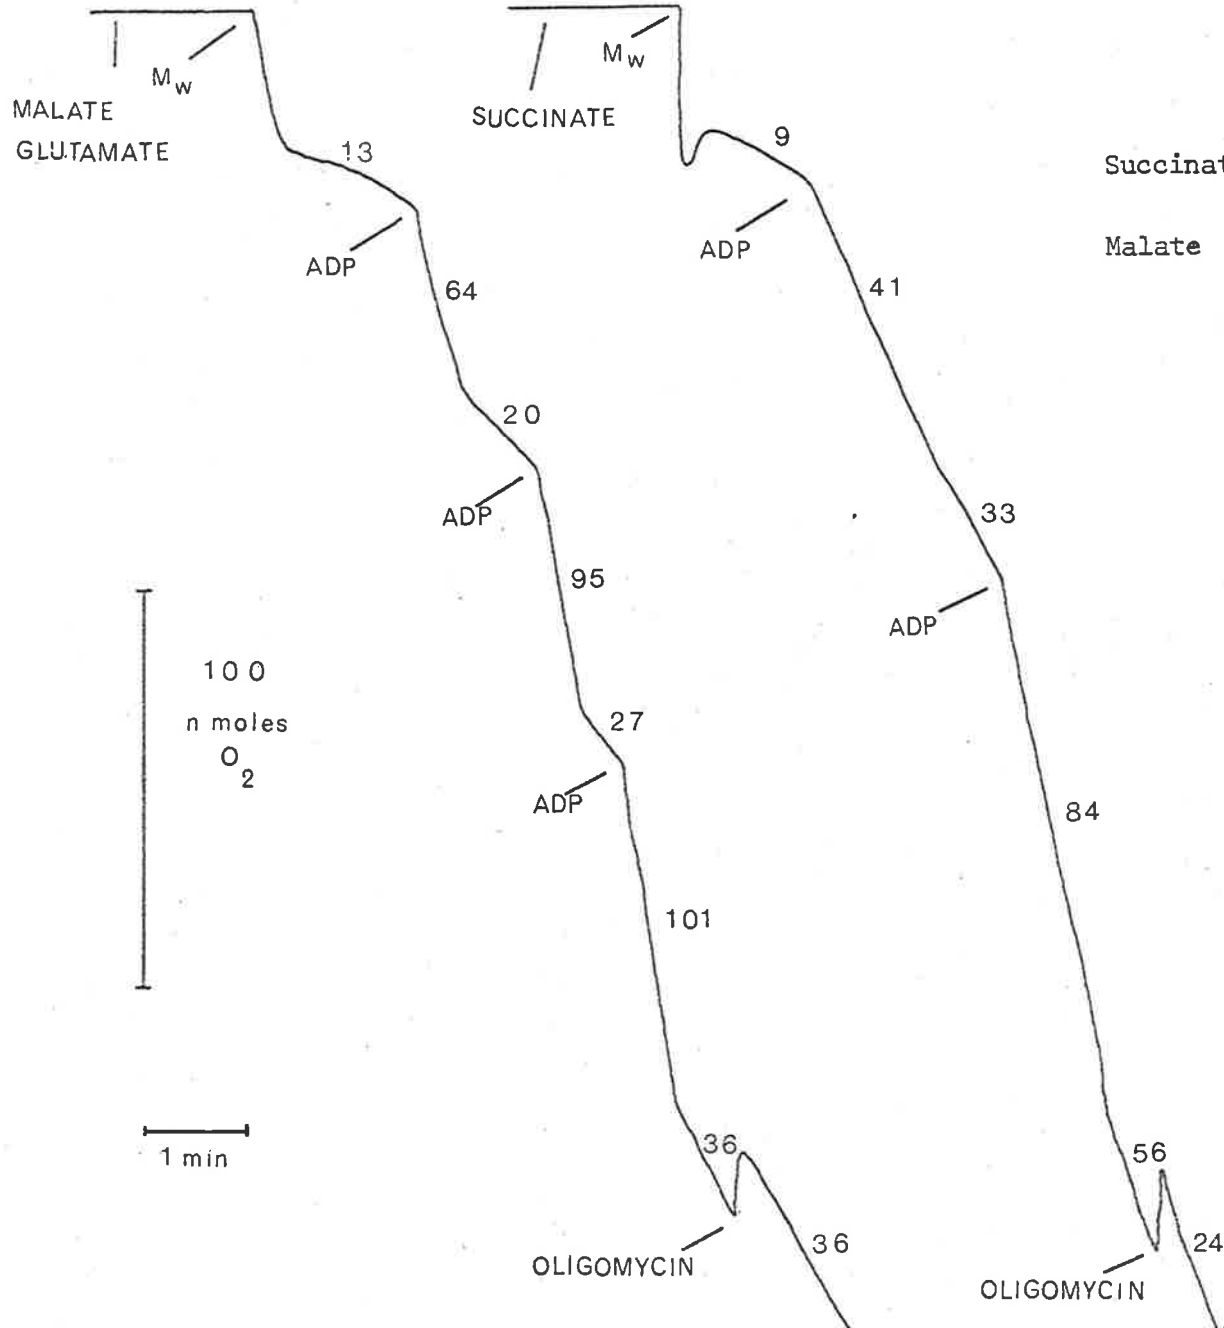 MALATE
GLUTAMATE
Mw
13
ADP
64
20
ADP
95
27
ADP
101
36
OLIGOMYCIN
36
SUCCINATE
Mw
9
ADP
41
33
ADP
84
56
OLIGOMYCIN
24
Succinat
Malate
100
n moles
O2
1 min